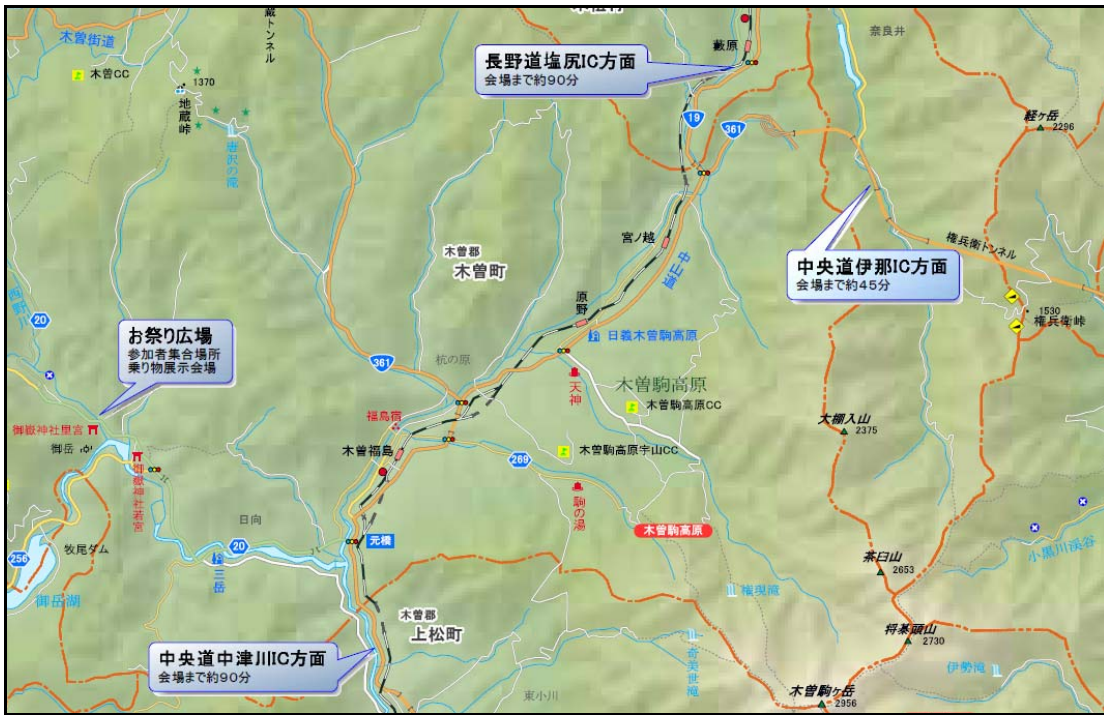 木曽街道
木曽CC
1370
地蔵峠
唐沢の滝
蔵トンネル
長野道塩尻IC方面
会場まで約90分
藪原
奈良井
19
361
経ヶ岳
2296
宮ノ越
木曽郡
木曽町
中山道
中央道伊那IC方面
会場まで約45分
権兵衛トンネル
1530
権兵衛峠
西野川
20
お祭り広場
参加者集合場所
乗り物展示会場
原野
日義木曽駒高原
杭の原
361
天神
木曽駒高原
木曽駒高原CC
大棚入山
2375
御嶽神社里宮
御岳
御嶽神社若宮
福島宿
木曽福島
木曽駒高原宇山CC
269
駒の湯
木曽駒高原
日向
20
元橋
三岳
牧尾ダム
256
御岳湖
小黒川渓谷
茶臼山
2653
権現滝
木曽郡
上松町
将棊頭山
2730
奇美世滝
伊勢滝
中央道中津川IC方面
会場まで約90分
東小川
木曽駒ヶ岳
2956